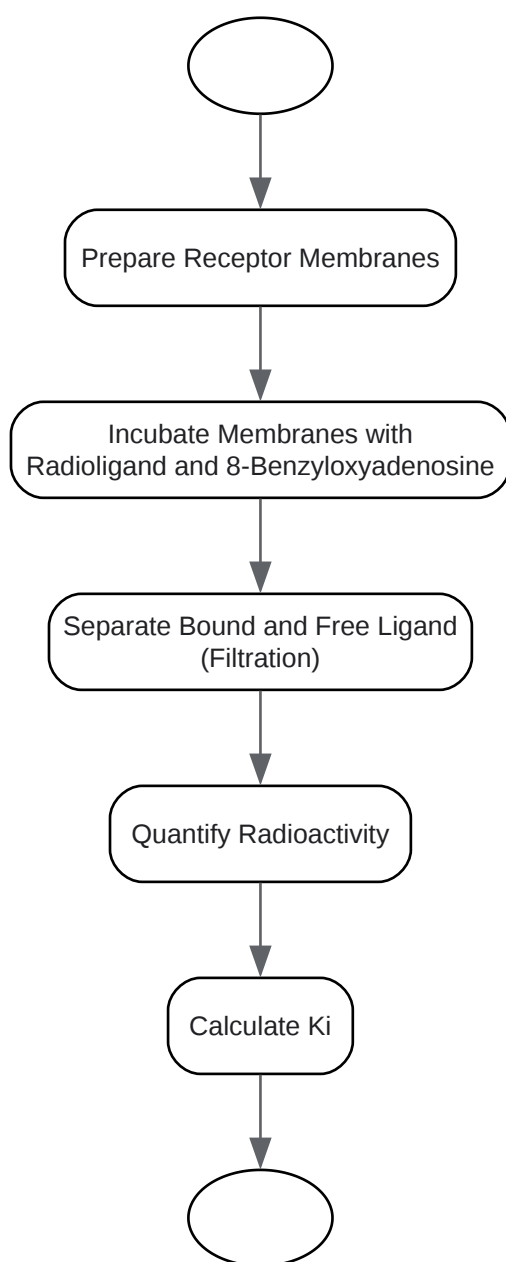 Prepare Receptor Membranes
Incubate Membranes with
Radioligand and 8-Benzyloxyadenosine
Separate Bound and Free Ligand
(Filtration)
Quantify Radioactivity
Calculate Ki